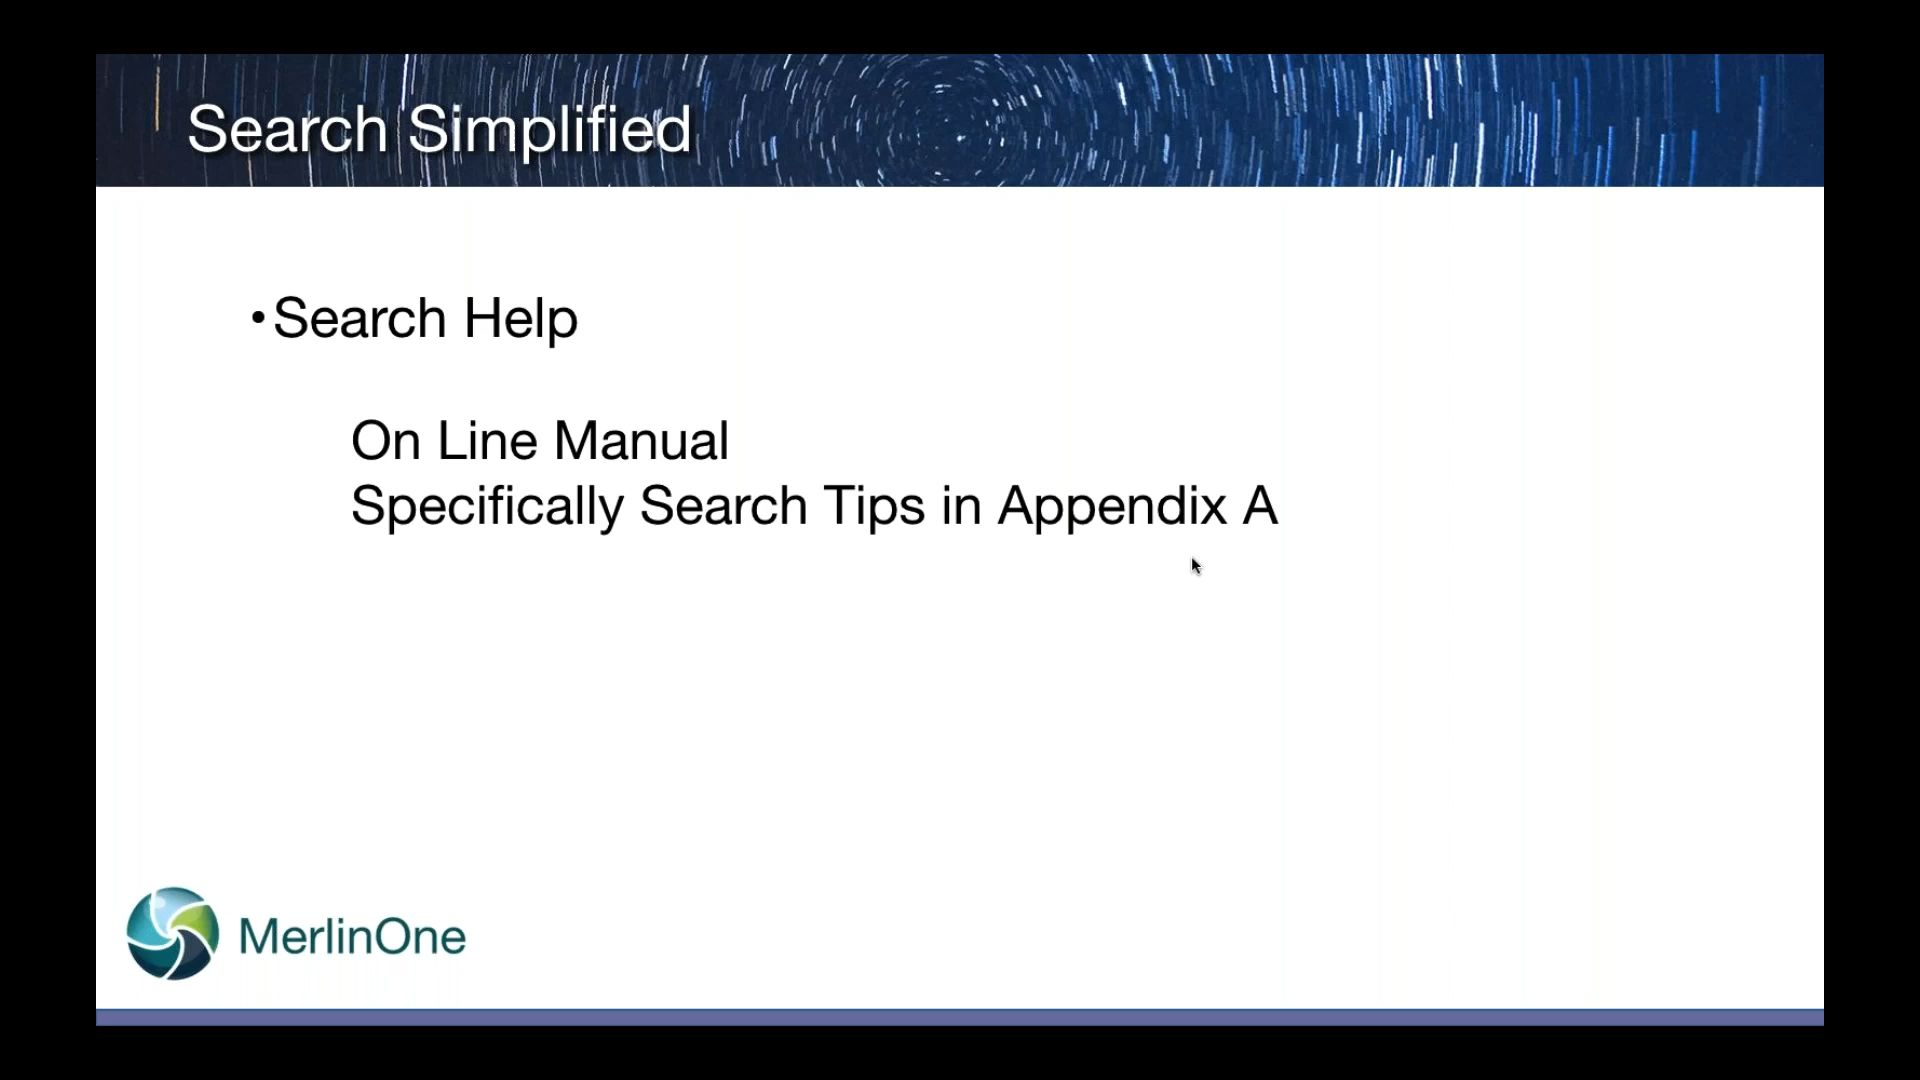 Search Simplified
•Search Help
On Line Manual
Specifically Search Tips in Appendix A
MerlinOne